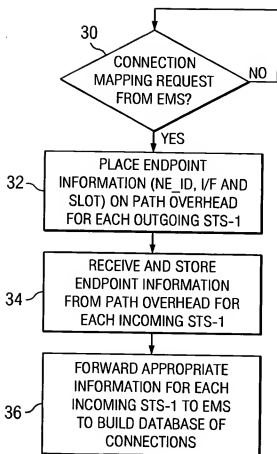 30
CONNECTION
MAPPING REQUEST
FROM EMS?
NO
YES
32
PLACE ENDPOINT
INFORMATION (NE_ID, I/F AND
SLOT) ON PATH OVERHEAD
FOR EACH OUTGOING STS-1
34
RECEIVE AND STORE
ENDPOINT INFORMATION
FROM PATH OVERHEAD FOR
EACH INCOMING STS-1
36
FORWARD APPROPRIATE
INFORMATION FOR EACH
INCOMING STS-1 TO EMS
TO BUILD DATABASE OF
CONNECTIONS